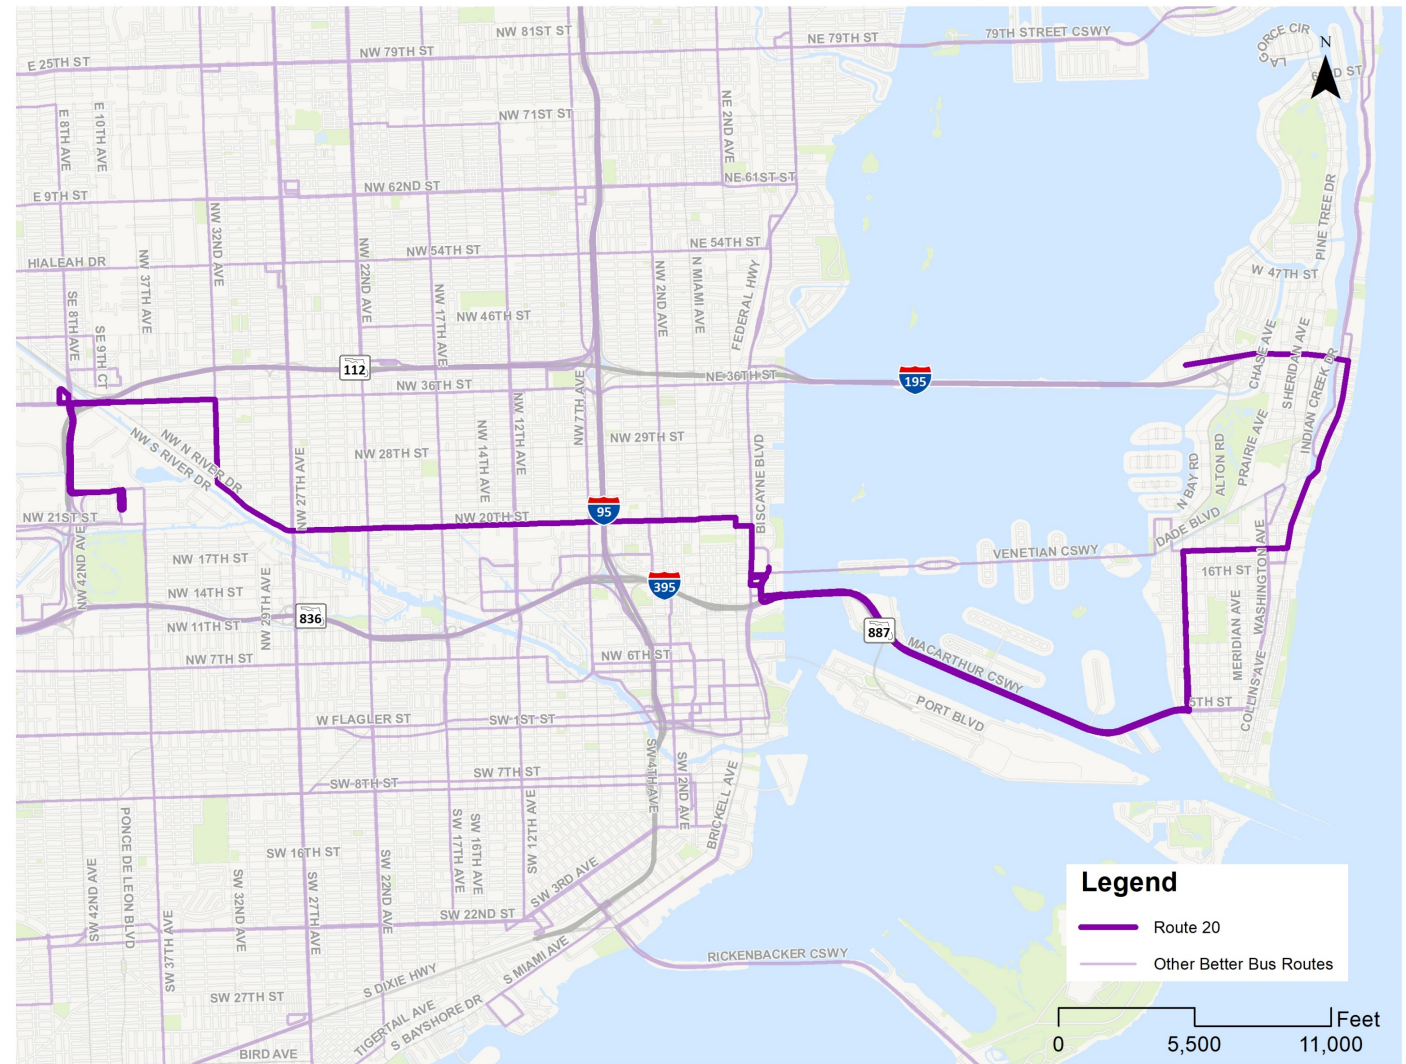 NW 81ST ST
NE 79TH ST
79TH STREET CSWY
LAGORCE CIR
N
NW 79TH ST
E 25TH ST
E 8TH AVE
E 10TH AVE
NE 2ND AVE
NW 71ST ST
NW 62ND ST
NE 61ST ST
E 9TH ST
NW 32ND AVE
PINE TREE DR
NW 22ND AVE
NE 54TH ST
NW 54TH ST
HIALEAH DR
NW 37TH AVE
NW 2ND AVE
N MIAMI AVE
FEDERAL HWY
W 47TH ST
SE 8TH AVE
SE 9TH CT
NW 17TH AVE
NW 46TH ST
CHASE AVE
SHERIDAN AVE
INDIAN CREEK DR
112
NE 36TH ST
195
NW 36TH ST
NW 7TH AVE
NW 12TH AVE
NW 14TH AVE
NW 29TH ST
NW 28TH ST
BISCAYNE BLVD
NW N RIVER DR
NW S RIVER DR
NW 27TH AVE
N BAY RD
ALTON RD
PRAIRIE AVE
NW 21ST ST
NW 20TH ST
95
DADE BLVD
VENETIAN CSWY
NW 42ND AVE
NW 17TH ST
16TH ST
WASHINGTON AVE
NW 14TH ST
NW 29TH AVE
395
MERIDIAN AVE
836
NW 11TH ST
887
MACARTHUR CSWY
NW 7TH ST
NW 6TH ST
COLLINS AVE
5TH ST
PORT BLVD
W FLAGLER ST
SW 1ST ST
SW 4TH AVE
SW 2ND AVE
BRICKELL AVE
SW 7TH ST
SW 8TH ST
SW 12TH AVE
PONCE DE LEON BLVD
SW 17TH AVE
SW 16TH AVE
SW 16TH ST
SW 42ND AVE
SW 32ND AVE
SW 27TH AVE
SW 22ND AVE
SW 3RD AVE
SW 37TH AVE
SW 22ND ST
S MIAMI AVE
RICKENBACKER CSWY
S DIXIE HWY
SW 27TH ST
TIGERTAIL AVE
S BAYSHORE DR
BIRD AVE
Legend
Route 20
Other Better Bus Routes
Feet
0 5,500 11,000